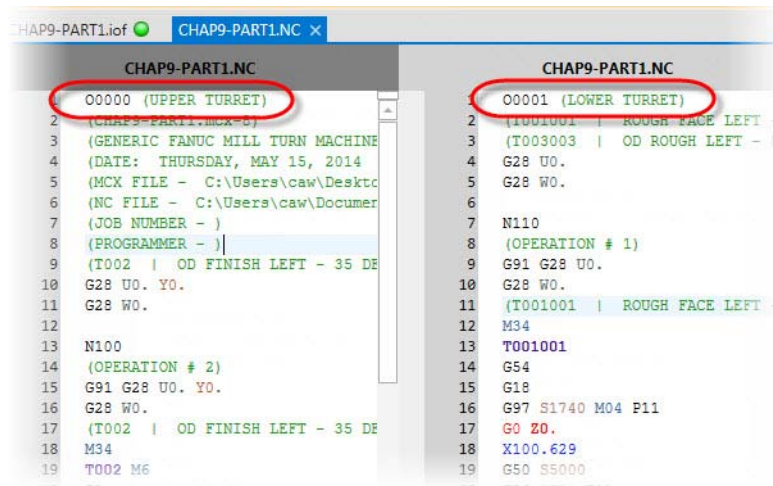 CHAP9-PART1.iof CHAP9-PART1.NC ×
CHAP9-PART1.NC
1 O0000 (UPPER TURRET)
2 (CHAP9-PART1.mcx-8)
3 (GENERIC FANUC MILL TURN MACHINE
4 (DATE: THURSDAY, MAY 15, 2014
5 (MCX FILE - C:\Users\caw\Deskto
6 (NC FILE - C:\Users\caw\Documen
7 (JOB NUMBER - )
8 (PROGRAMMER - )
9 (T002 | OD FINISH LEFT - 35 DE
10 G28 U0. Y0.
11 G28 W0.
12
13 N100
14 (OPERATION # 2)
15 G91 G28 U0. Y0.
16 G28 W0.
17 (T002 | OD FINISH LEFT - 35 DE
18 M34
19 T002 M6
CHAP9-PART1.NC
1 O0001 (LOWER TURRET)
2 (T001001 | ROUGH FACE LEFT -
3 (T003003 | OD ROUGH LEFT -
4 G28 U0.
5 G28 W0.
6
7 N110
8 (OPERATION # 1)
9 G91 G28 U0.
10 G28 W0.
11 (T001001 | ROUGH FACE LEFT
12 M34
13 T001001
14 G54
15 G18
16 G97 S1740 M04 P11
17 G0 Z0.
18 X100.629
19 G50 S5000